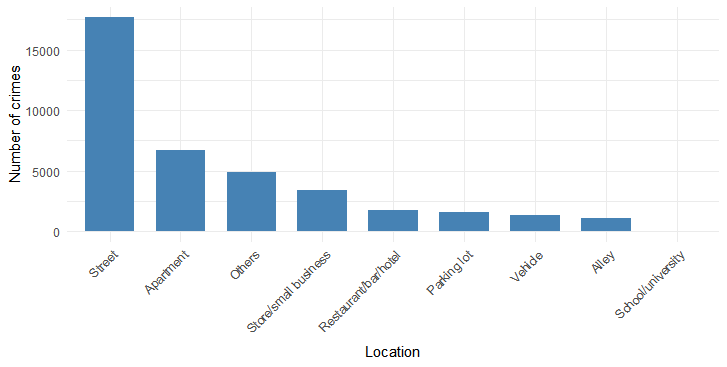 Number of crimes
15000
10000
5000
0
Street
Apartment
Others
Store/small business
Restaurant/bar/hotel
Parking lot
Vehicle
Alley
School/university
Location